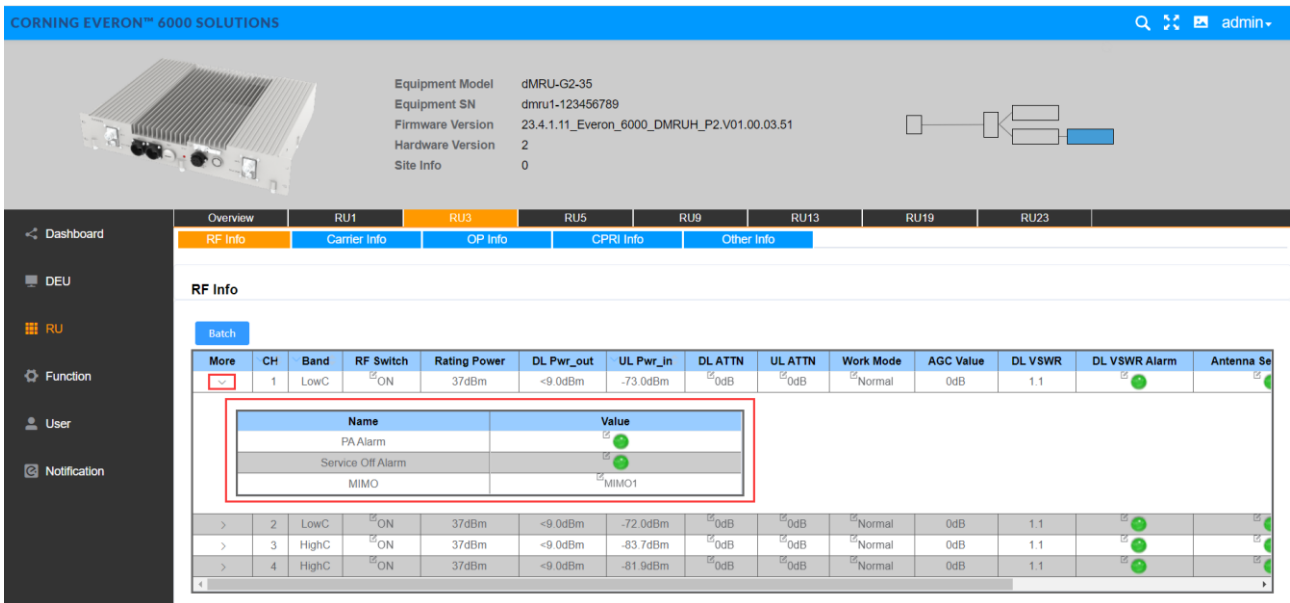 CORNING EVERON™ 6000 SOLUTIONS admin
Equipment Model dMRU-G2-35
Equipment SN dmru1-123456789
Firmware Version 23.4.1.11_Everon_6000_DMRUH_P2.V01.00.03.51
Hardware Version 2
Site Info 0
Overview RU1 RU3 RU5 RU9 RU13 RU19 RU23
RF Info Carrier Info OP Info CPRI Info Other Info
Dashboard
DEU
RU
Function
User
Notification
RF Info
Batch
More CH Band RF Switch Rating Power DL Pwr_out UL Pwr_in DL ATTN UL ATTN Work Mode AGC Value DL VSWR DL VSWR Alarm Antenna Se
1 LowC ON 37dBm <9.0dBm -73.0dBm 0dB 0dB Normal 0dB 1.1
Name Value
PA Alarm
Service Off Alarm
MIMO MIMO1
2 LowC ON 37dBm <9.0dBm -72.0dBm 0dB 0dB Normal 0dB 1.1
3 HighC ON 37dBm <9.0dBm -83.7dBm 0dB 0dB Normal 0dB 1.1
4 HighC ON 37dBm <9.0dBm -81.9dBm 0dB 0dB Normal 0dB 1.1